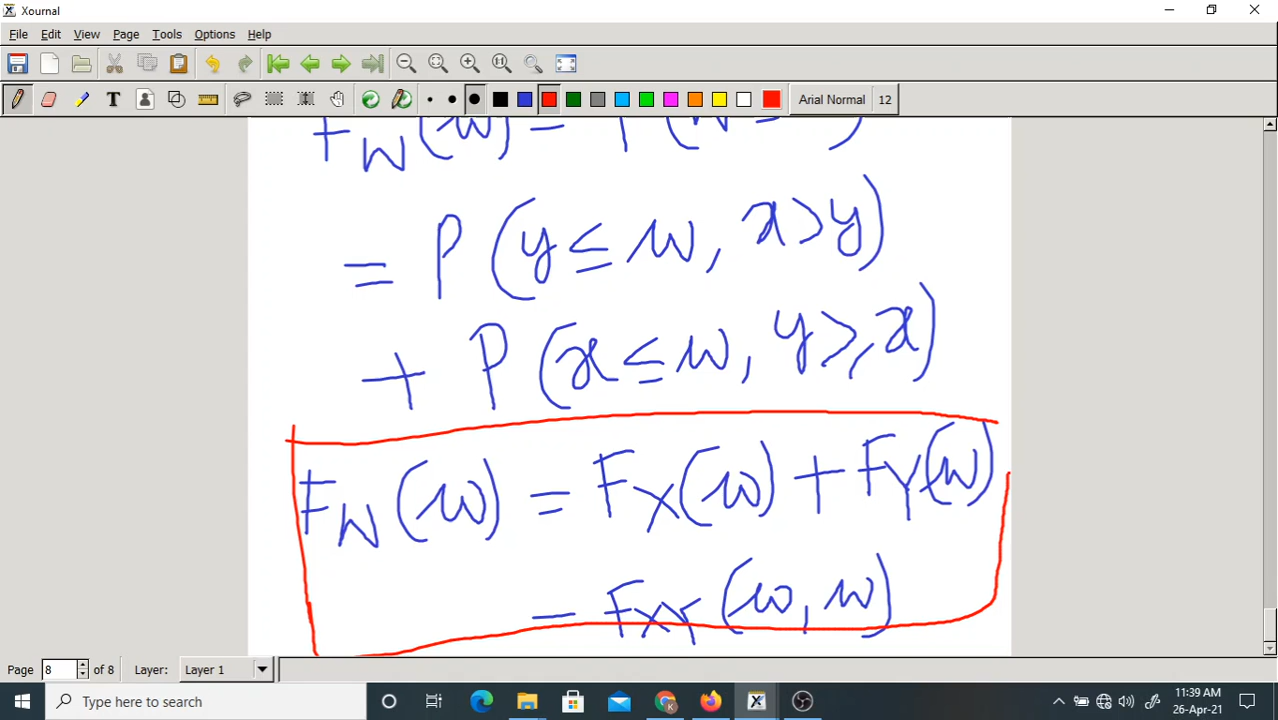 Xournal
File Edit View Page Tools Options Help
Arial Normal 12
F_W(w) = P(W ≤ )
= P(y ≤ w, x > y)
+ P(x ≤ w, y ≥ x)
F_W(w) = F_X(w) + F_Y(w)
- F_XY(w, w)
Page 8 of 8 Layer: Layer 1
Type here to search
11:39 AM
26-Apr-21